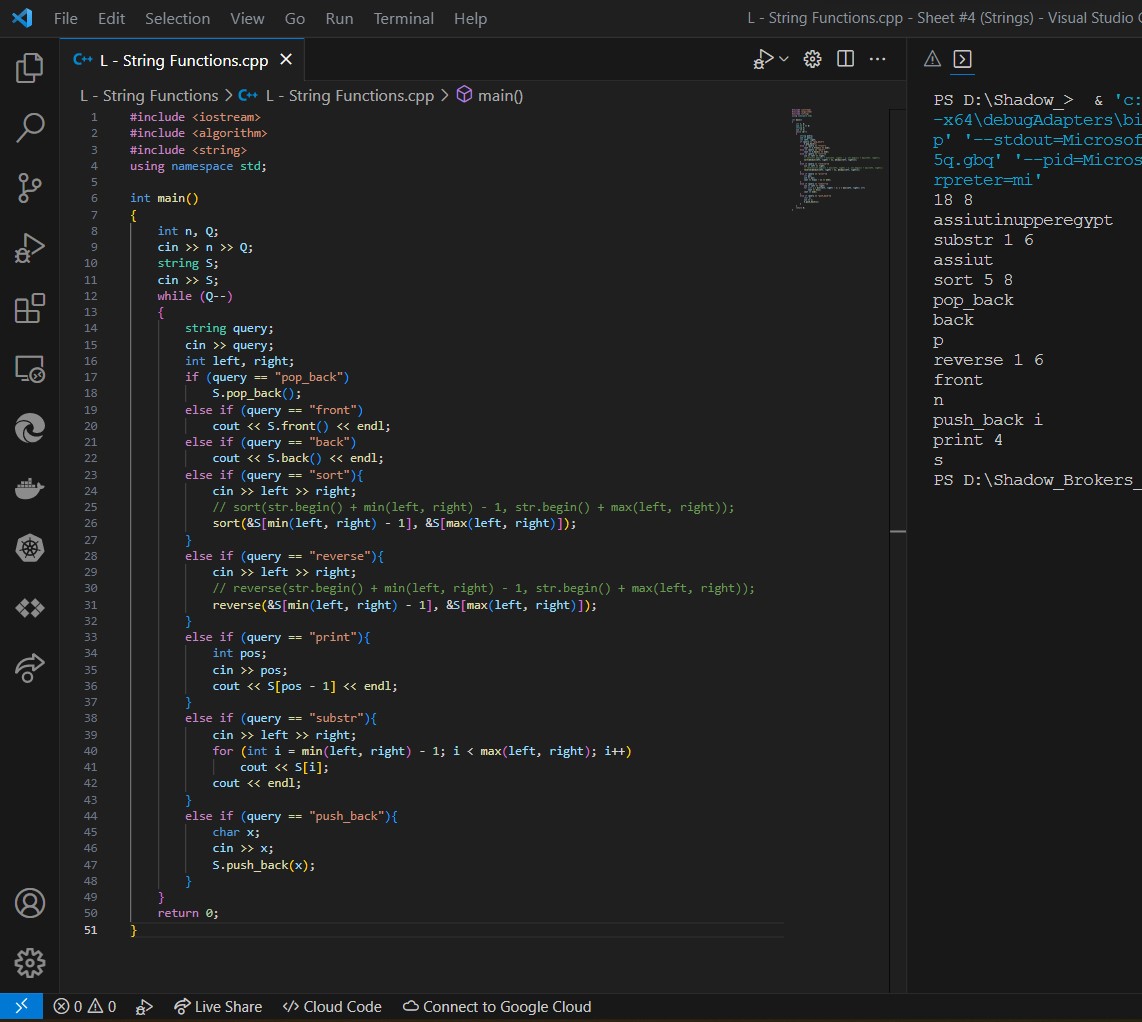 File Edit Selection View Go Run Terminal Help L - String Functions.cpp - Sheet #4 (Strings) - Visual Studio
C++ L - String Functions.cpp
L - String Functions > C++ L - String Functions.cpp > main()
1 #include <iostream>
2 #include <algorithm>
3 #include <string>
4 using namespace std;
5
6 int main()
7 {
8 int n, Q;
9 cin >> n >> Q;
10 string S;
11 cin >> S;
12 while (Q--)
13 {
14 string query;
15 cin >> query;
16 int left, right;
17 if (query == "pop_back")
18 S.pop_back();
19 else if (query == "front")
20 cout << S.front() << endl;
21 else if (query == "back")
22 cout << S.back() << endl;
23 else if (query == "sort"){
24 cin >> left >> right;
25 // sort(str.begin() + min(left, right) - 1, str.begin() + max(left, right));
26 sort(&S[min(left, right) - 1], &S[max(left, right)]);
27 }
28 else if (query == "reverse"){
29 cin >> left >> right;
30 // reverse(str.begin() + min(left, right) - 1, str.begin() + max(left, right));
31 reverse(&S[min(left, right) - 1], &S[max(left, right)]);
32 }
33 else if (query == "print"){
34 int pos;
35 cin >> pos;
36 cout << S[pos - 1] << endl;
37 }
38 else if (query == "substr"){
39 cin >> left >> right;
40 for (int i = min(left, right) - 1; i < max(left, right); i++)
41 cout << S[i];
42 cout << endl;
43 }
44 else if (query == "push_back"){
45 char x;
46 cin >> x;
47 S.push_back(x);
48 }
49 }
50 return 0;
51 }
PS D:\Shadow_> & 'c:
-x64\debugAdapters\bi
p' '--stdout=Microsof
5q.gbq' '--pid=Micros
rpreter=mi'
18 8
assiutinupperegypt
substr 1 6
assiut
sort 5 8
pop_back
back
p
reverse 1 6
front
n
push_back i
print 4
s
PS D:\Shadow_Brokers_
0 0 Live Share Cloud Code Connect to Google Cloud